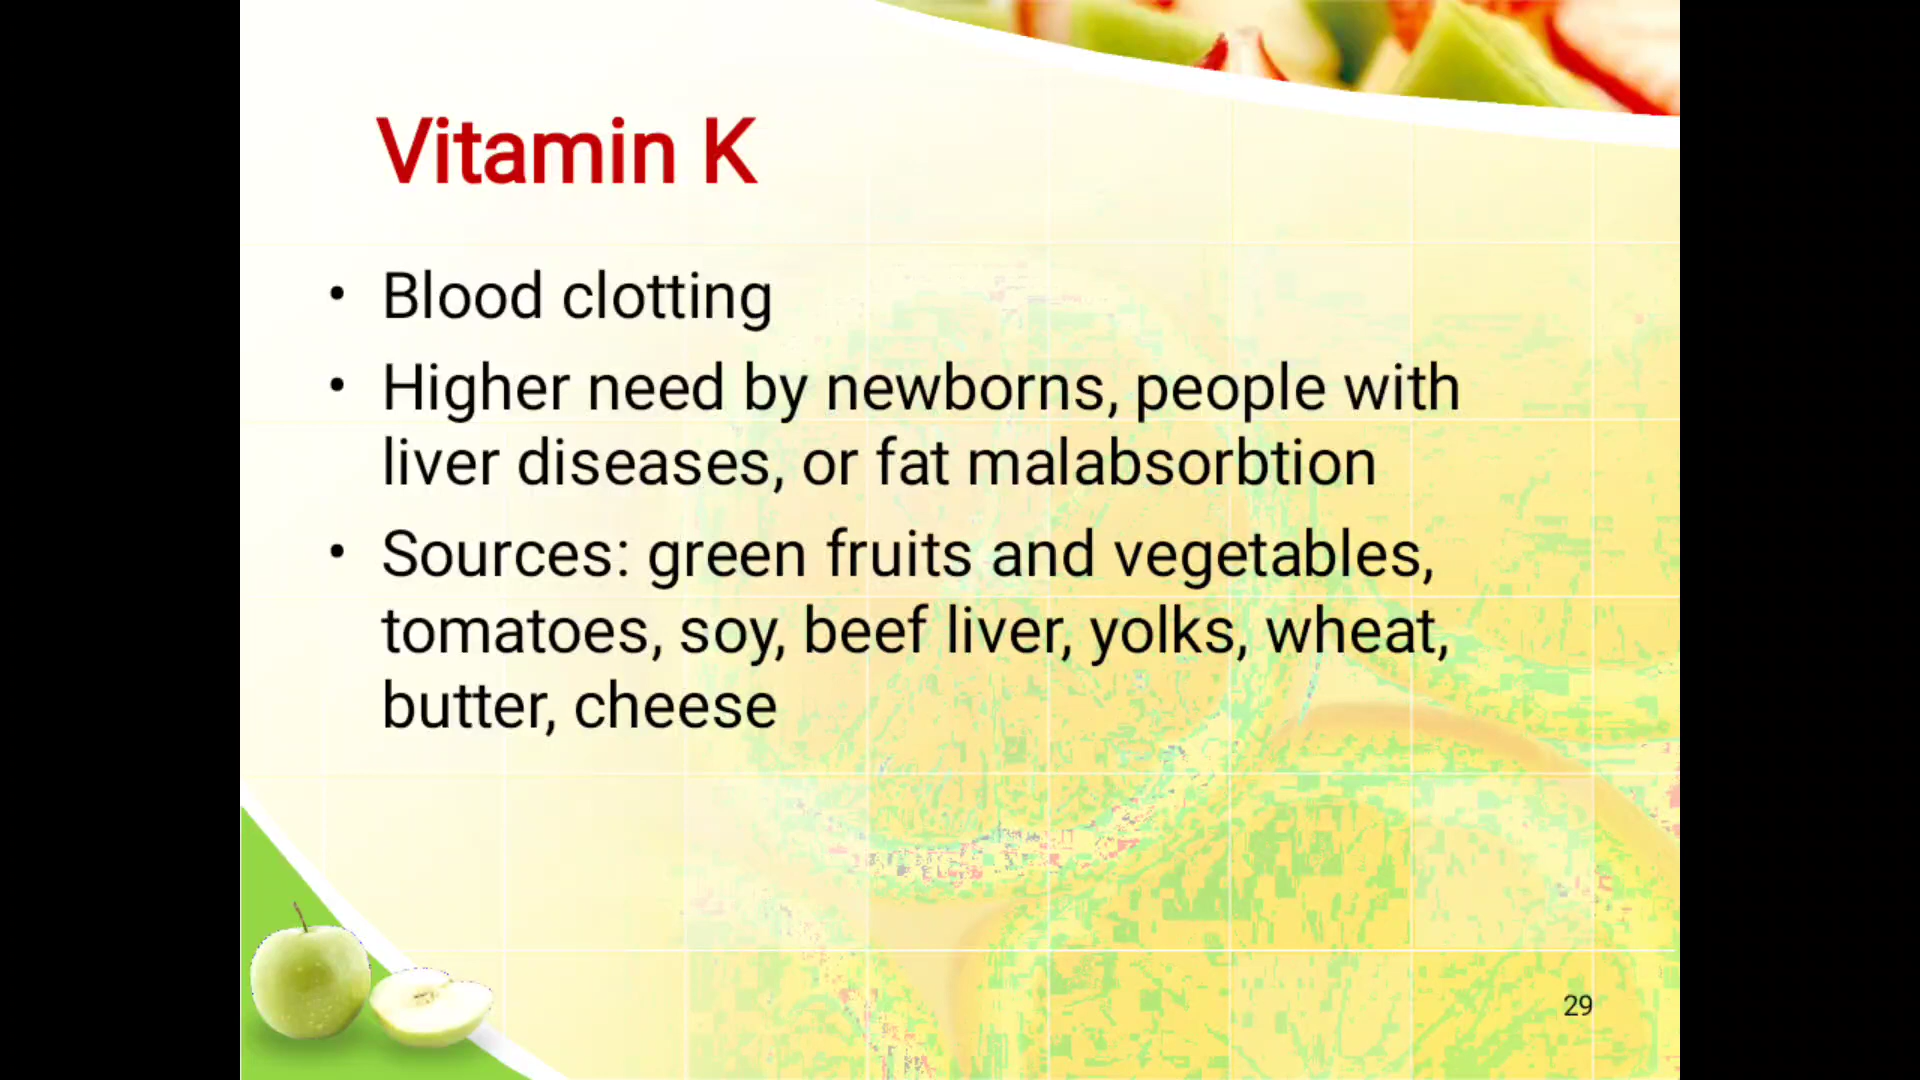 Vitamin K
• Blood clotting
• Higher need by newborns, people with
liver diseases, or fat malabsorbtion
• Sources: green fruits and vegetables,
tomatoes, soy, beef liver, yolks, wheat,
butter, cheese
29